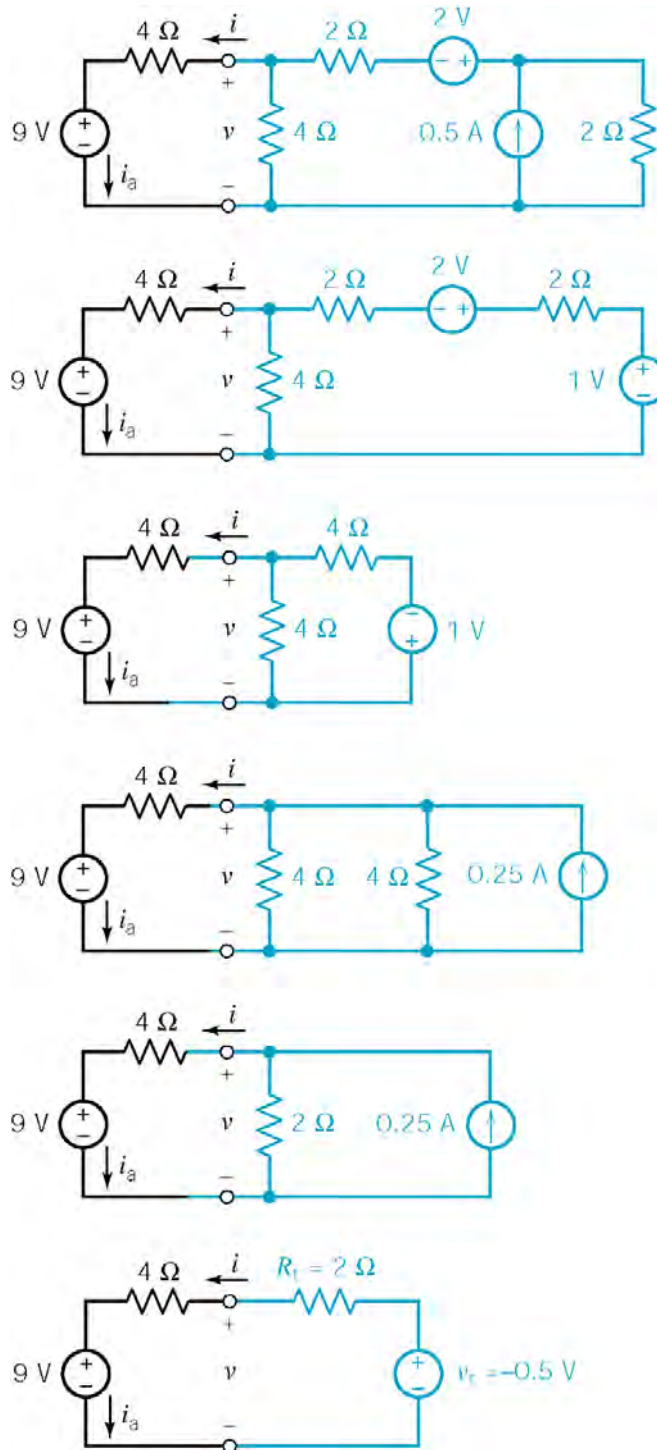 4 Ω i 2 Ω 2 V
+ - +
9 V + - v 4 Ω 0.5 A 2 Ω
i_a -
4 Ω i 2 Ω 2 V 2 Ω
+ - +
9 V + - v 4 Ω 1 V + -
i_a -
4 Ω i 4 Ω
+
9 V + - v 4 Ω - + 1 V
i_a -
4 Ω i
+
9 V + - v 4 Ω 4 Ω 0.25 A
i_a -
4 Ω i
+
9 V + - v 2 Ω 0.25 A
i_a -
4 Ω i R_t = 2 Ω
+
9 V + - v + - v_t = -0.5 V
i_a -